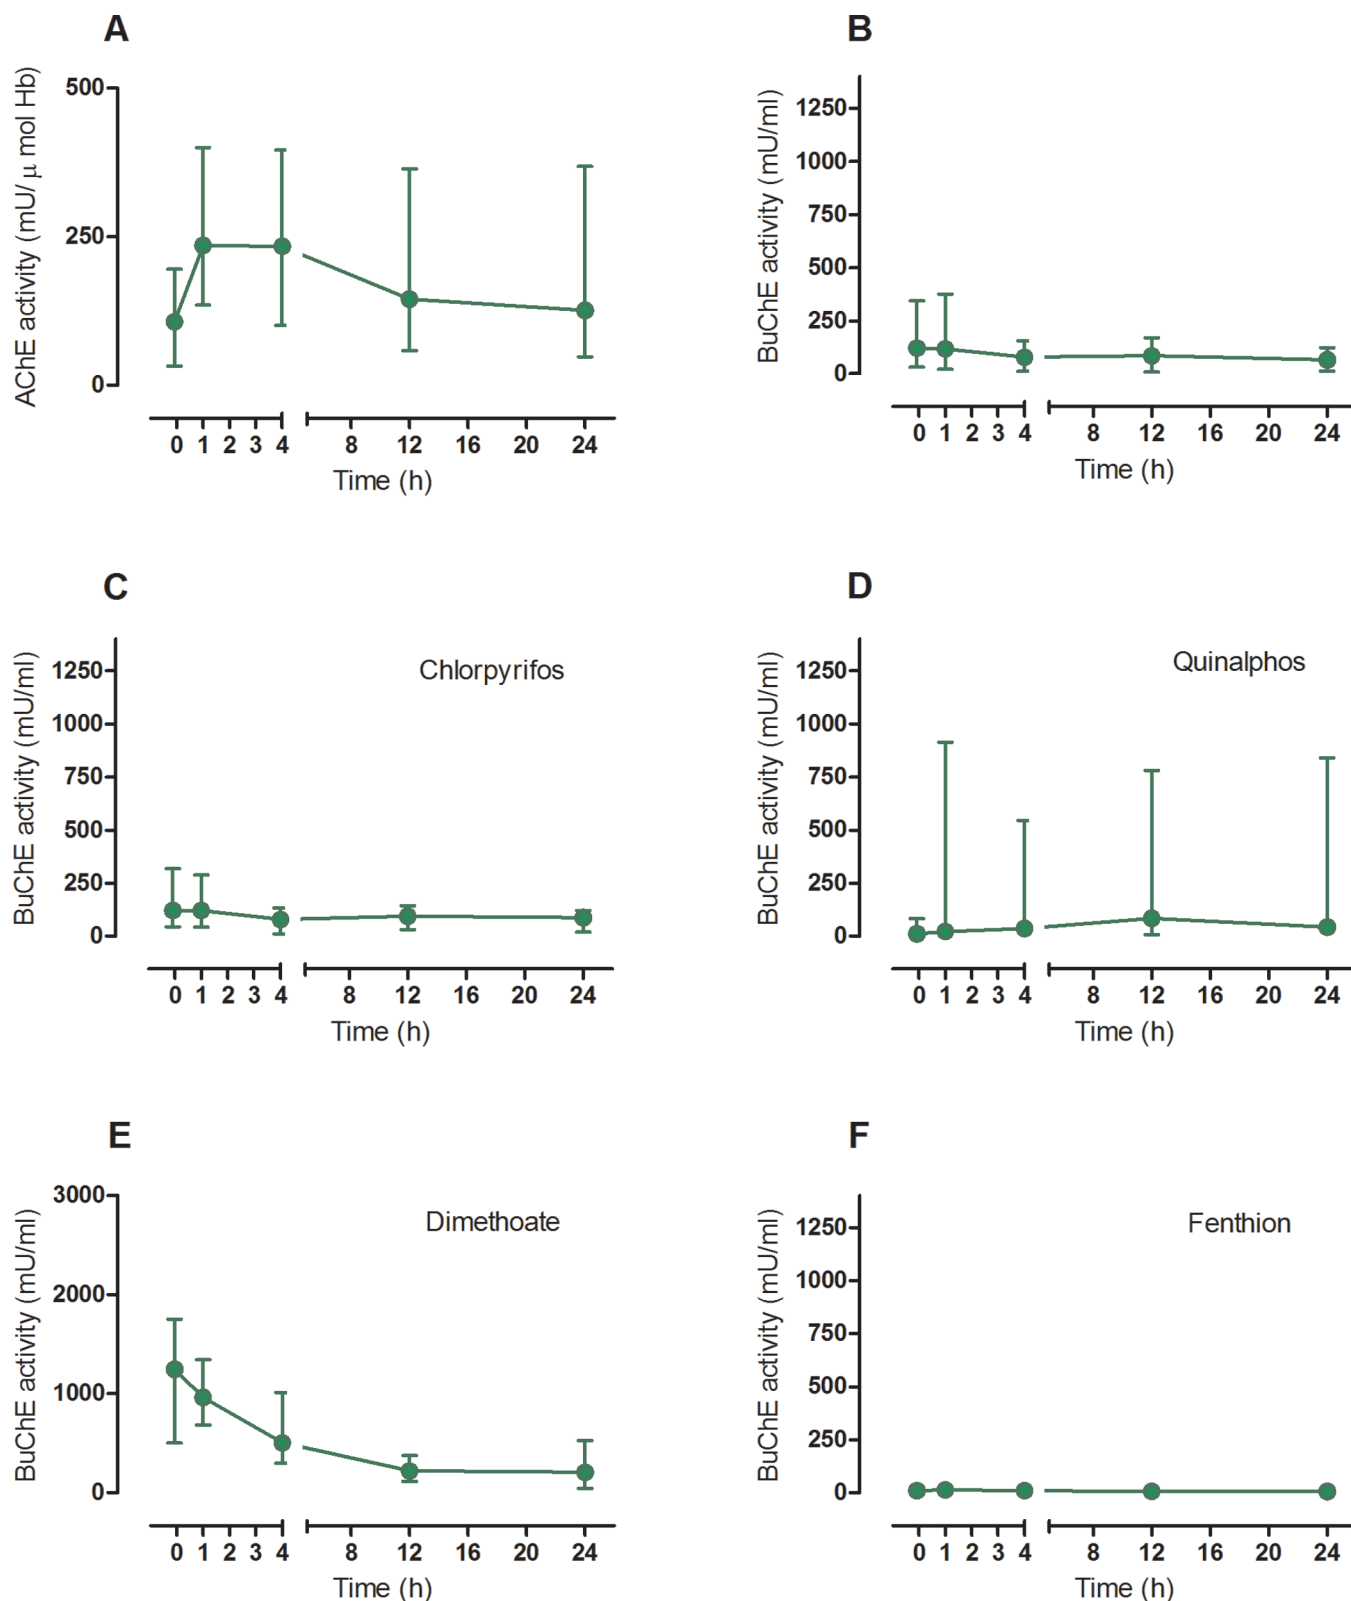 A
AChE activity (mU/ μ mol Hb)
500
250
0
0 1 2 3 4 8 12 16 20 24
Time (h)
B
BuChE activity (mU/ml)
1250
1000
750
500
250
0
0 1 2 3 4 8 12 16 20 24
Time (h)
C
Chlorpyrifos
BuChE activity (mU/ml)
1250
1000
750
500
250
0
0 1 2 3 4 8 12 16 20 24
Time (h)
D
Quinalphos
BuChE activity (mU/ml)
1250
1000
750
500
250
0
0 1 2 3 4 8 12 16 20 24
Time (h)
E
Dimethoate
BuChE activity (mU/ml)
3000
2000
1000
0
0 1 2 3 4 8 12 16 20 24
Time (h)
F
Fenthion
BuChE activity (mU/ml)
1250
1000
750
500
250
0
0 1 2 3 4 8 12 16 20 24
Time (h)